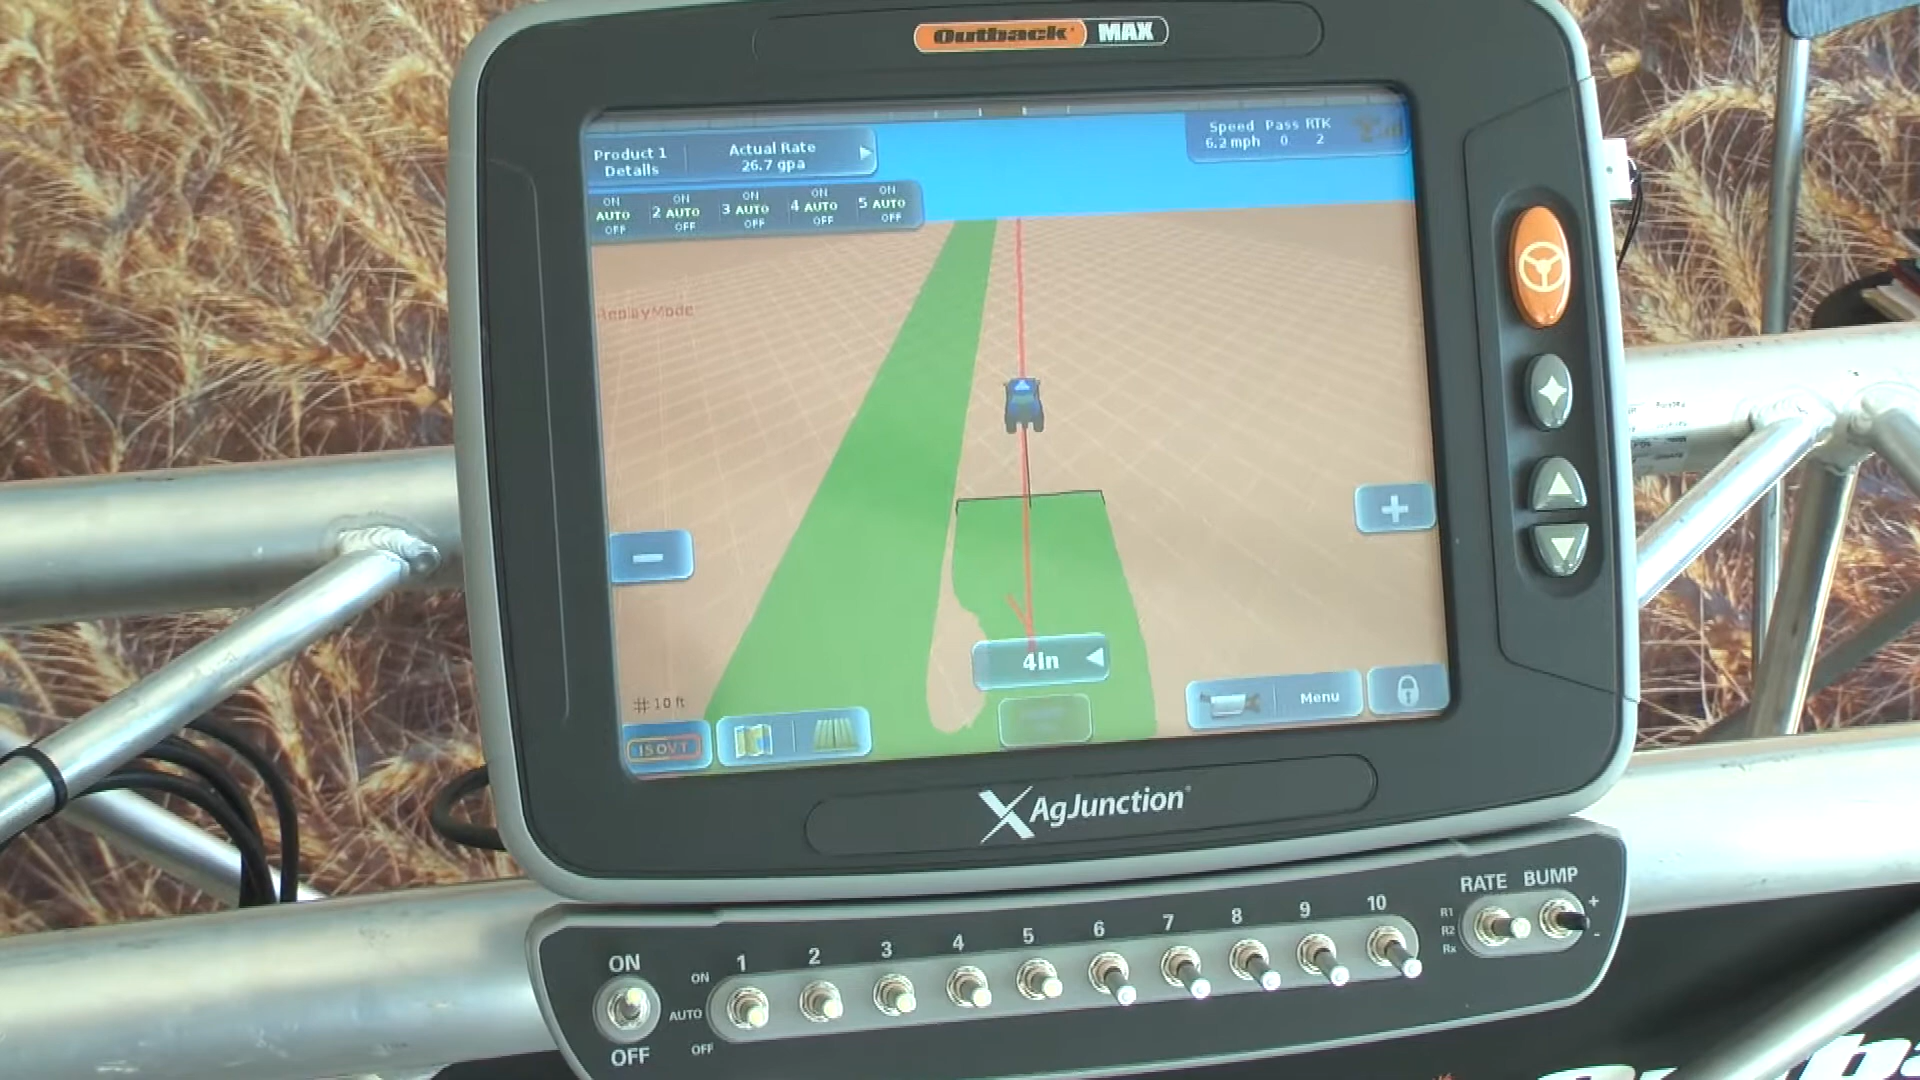 Outback MAX
Product 1 Details
Actual Rate
26.7 gpa
Speed Pass RTK
6.2 mph 0 2
ON ON ON ON ON
AUTO 2 AUTO 3 AUTO 4 AUTO 5 AUTO
OFF OFF OFF OFF OFF
ReplayMode
4in
10 ft
ISOVT
Menu
AgJunction
RATE BUMP
R1
R2
Rx
+
-
ON
OFF
ON
AUTO
OFF
1 2 3 4 5 6 7 8 9 10